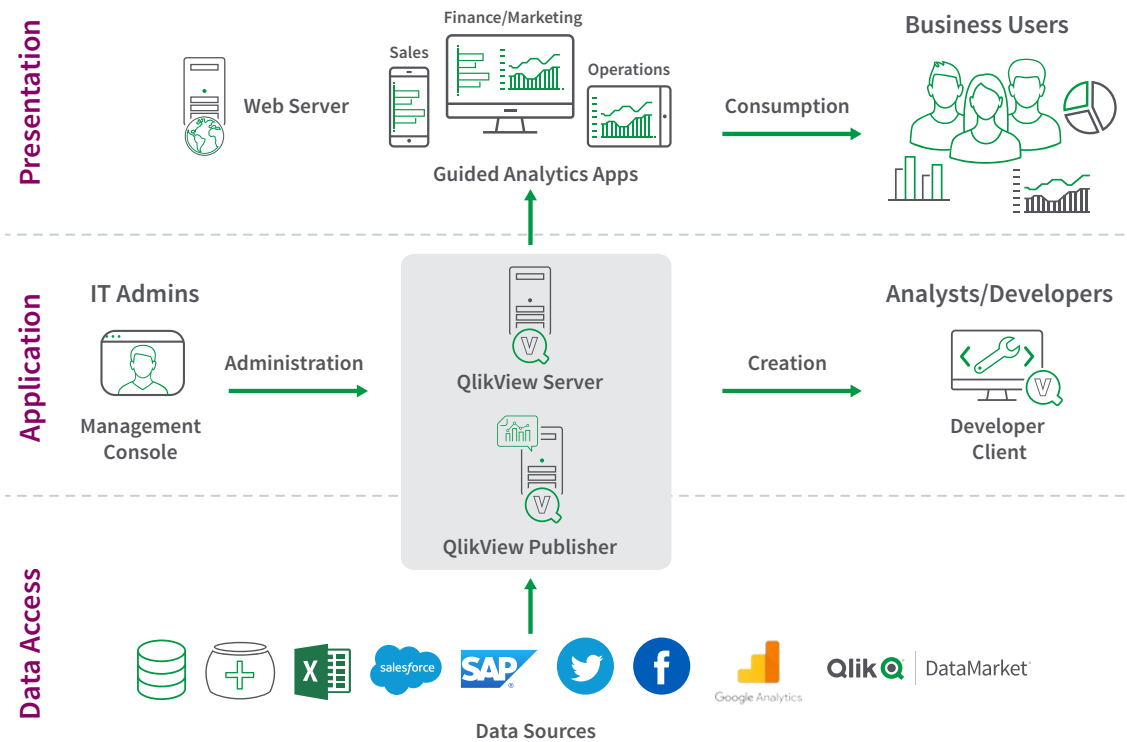 Presentation
Web Server
Sales
Finance/Marketing
Operations
Guided Analytics Apps
Consumption
Business Users
Application
IT Admins
Management
Console
Administration
V
QlikView Server
V
QlikView Publisher
Creation
Analysts/Developers
V
Developer
Client
Data Access
X
salesforce
SAP®
f
Google Analytics
Qlik
DataMarket
Data Sources